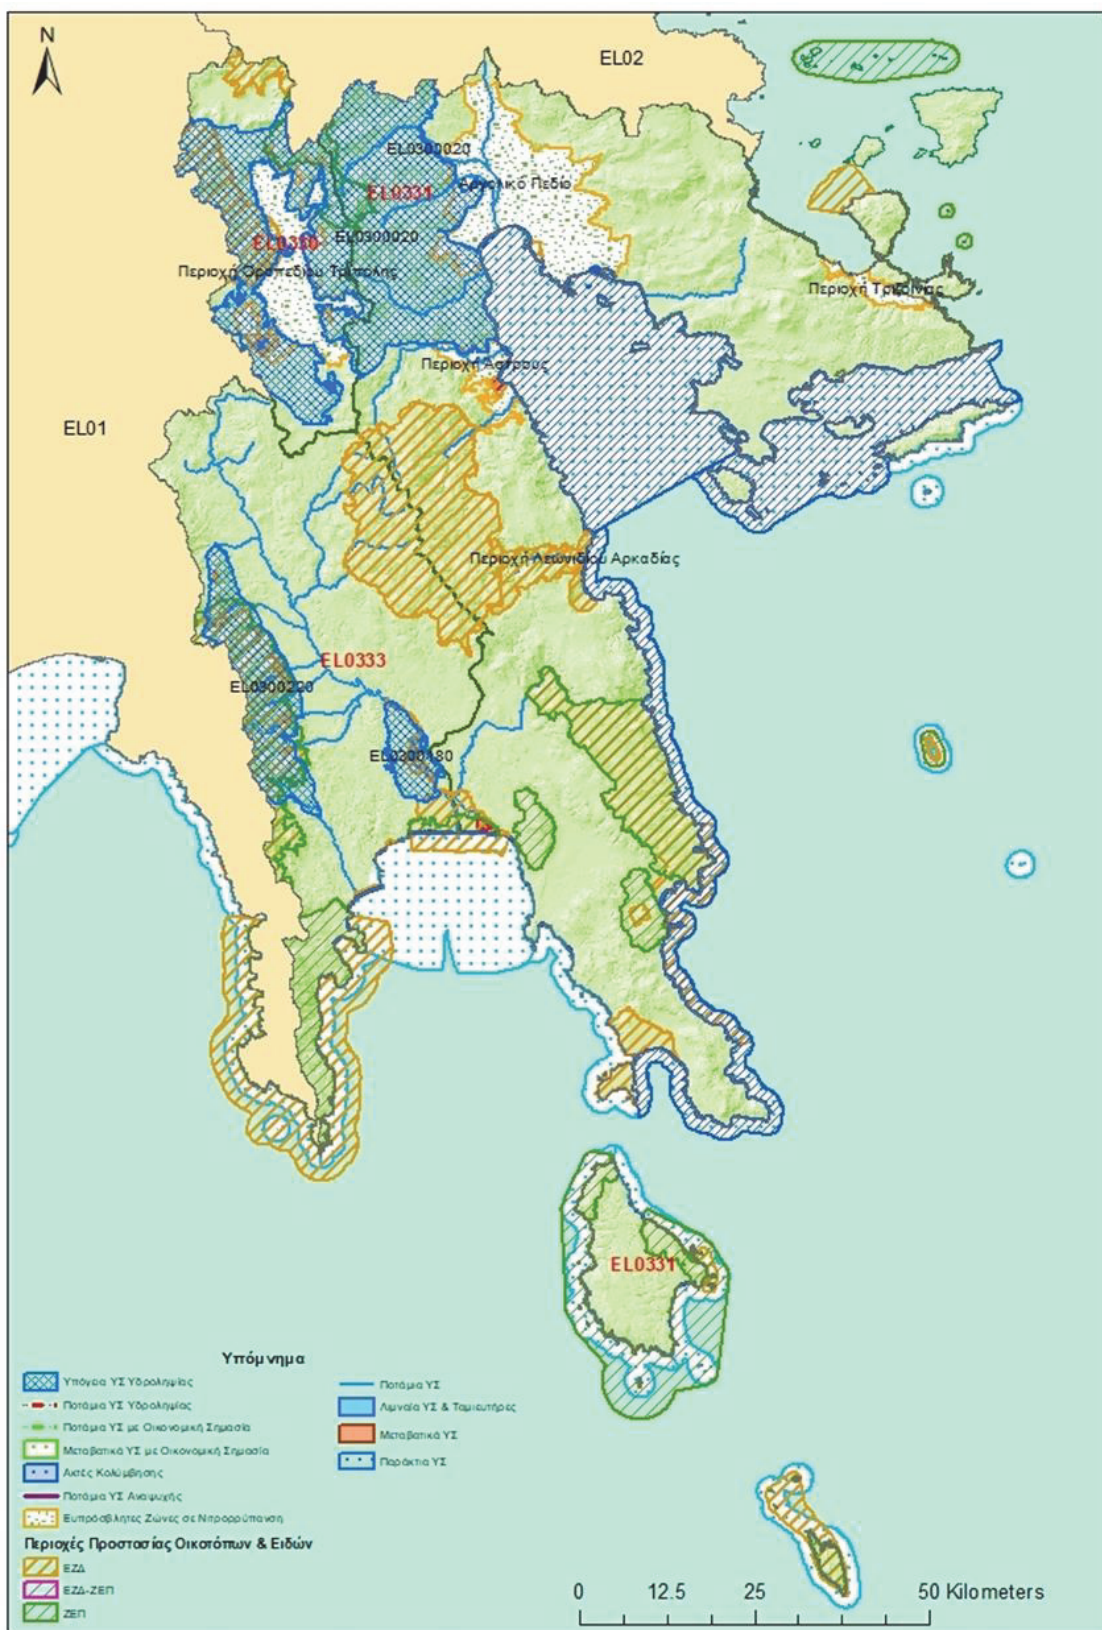 N
EL02
EL0300020
EL0331
Αργολικό Πεδίο
EL0330
EL0300020
Περιοχή Οροπεδίου Τρίπολης
Περιοχή Τροιζηνίας
Περιοχή Άστρους
EL01
Περιοχή Λεωνιδίου Αρκαδίας
EL0333
EL0300220
EL0300180
EL0331
Υπόμνημα
Υπόγεια ΥΣ Υδροληψίας
Ποτάμια ΥΣ Υδροληψίας
Ποτάμια ΥΣ με Οικονομική Σημασία
Μεταβατικά ΥΣ με Οικονομική Σημασία
Ακτές Κολύμβησης
Ποτάμια ΥΣ Αναψυχής
Ευπρόσβλητες Ζώνες σε Νιτρορρύπανση
Περιοχές Προστασίας Οικοτόπων & Ειδών
ΕΖΔ
ΕΖΔ-ΖΕΠ
ΖΕΠ
Ποτάμια ΥΣ
Λιμναία ΥΣ & Ταμιευτήρες
Μεταβατικά ΥΣ
Παράκτια ΥΣ
0 12.5 25 50 Kilometers